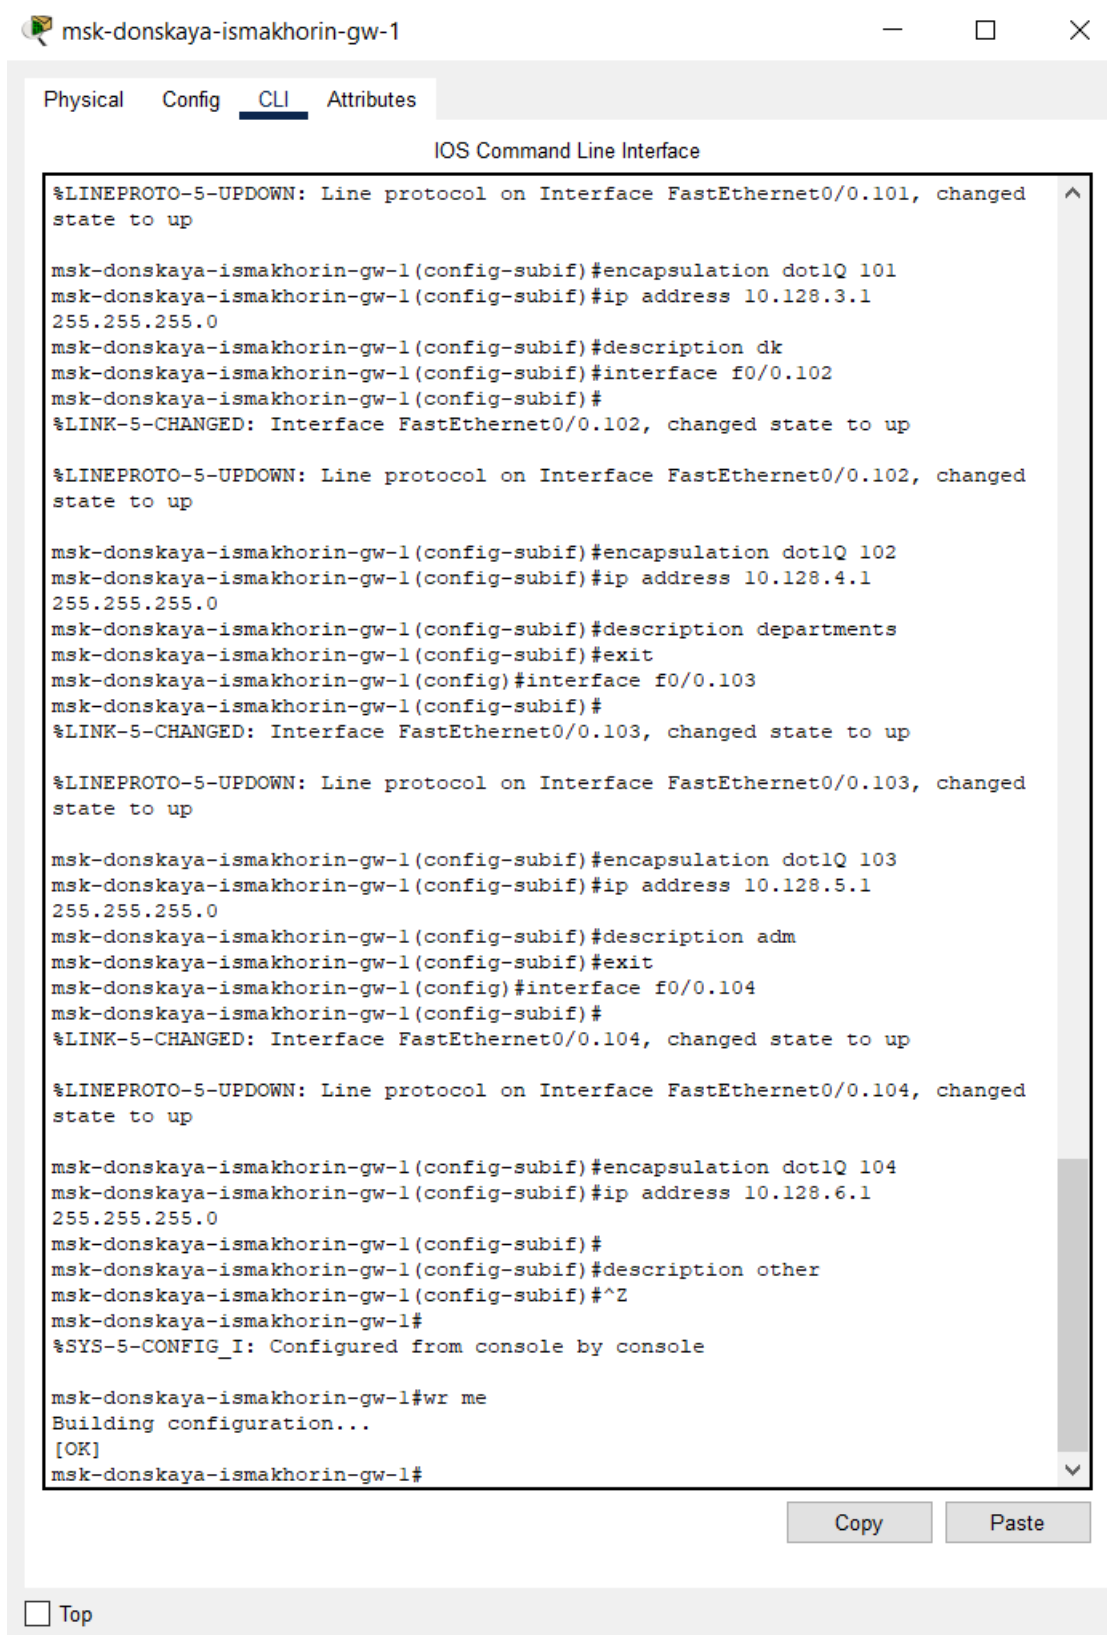 msk-donskaya-ismakhorin-gw-1
Physical Config CLI Attributes
IOS Command Line Interface
%LINEPROTO-5-UPDOWN: Line protocol on Interface FastEthernet0/0.101, changed
state to up
msk-donskaya-ismakhorin-gw-1(config-subif)#encapsulation dot1Q 101
msk-donskaya-ismakhorin-gw-1(config-subif)#ip address 10.128.3.1
255.255.255.0
msk-donskaya-ismakhorin-gw-1(config-subif)#description dk
msk-donskaya-ismakhorin-gw-1(config-subif)#interface f0/0.102
msk-donskaya-ismakhorin-gw-1(config-subif)#
%LINK-5-CHANGED: Interface FastEthernet0/0.102, changed state to up
%LINEPROTO-5-UPDOWN: Line protocol on Interface FastEthernet0/0.102, changed
state to up
msk-donskaya-ismakhorin-gw-1(config-subif)#encapsulation dot1Q 102
msk-donskaya-ismakhorin-gw-1(config-subif)#ip address 10.128.4.1
255.255.255.0
msk-donskaya-ismakhorin-gw-1(config-subif)#description departments
msk-donskaya-ismakhorin-gw-1(config-subif)#exit
msk-donskaya-ismakhorin-gw-1(config)#interface f0/0.103
msk-donskaya-ismakhorin-gw-1(config-subif)#
%LINK-5-CHANGED: Interface FastEthernet0/0.103, changed state to up
%LINEPROTO-5-UPDOWN: Line protocol on Interface FastEthernet0/0.103, changed
state to up
msk-donskaya-ismakhorin-gw-1(config-subif)#encapsulation dot1Q 103
msk-donskaya-ismakhorin-gw-1(config-subif)#ip address 10.128.5.1
255.255.255.0
msk-donskaya-ismakhorin-gw-1(config-subif)#description adm
msk-donskaya-ismakhorin-gw-1(config-subif)#exit
msk-donskaya-ismakhorin-gw-1(config)#interface f0/0.104
msk-donskaya-ismakhorin-gw-1(config-subif)#
%LINK-5-CHANGED: Interface FastEthernet0/0.104, changed state to up
%LINEPROTO-5-UPDOWN: Line protocol on Interface FastEthernet0/0.104, changed
state to up
msk-donskaya-ismakhorin-gw-1(config-subif)#encapsulation dot1Q 104
msk-donskaya-ismakhorin-gw-1(config-subif)#ip address 10.128.6.1
255.255.255.0
msk-donskaya-ismakhorin-gw-1(config-subif)#
msk-donskaya-ismakhorin-gw-1(config-subif)#description other
msk-donskaya-ismakhorin-gw-1(config-subif)#^Z
msk-donskaya-ismakhorin-gw-1#
%SYS-5-CONFIG_I: Configured from console by console
msk-donskaya-ismakhorin-gw-1#wr me
Building configuration...
[OK]
msk-donskaya-ismakhorin-gw-1#
Copy Paste
Top